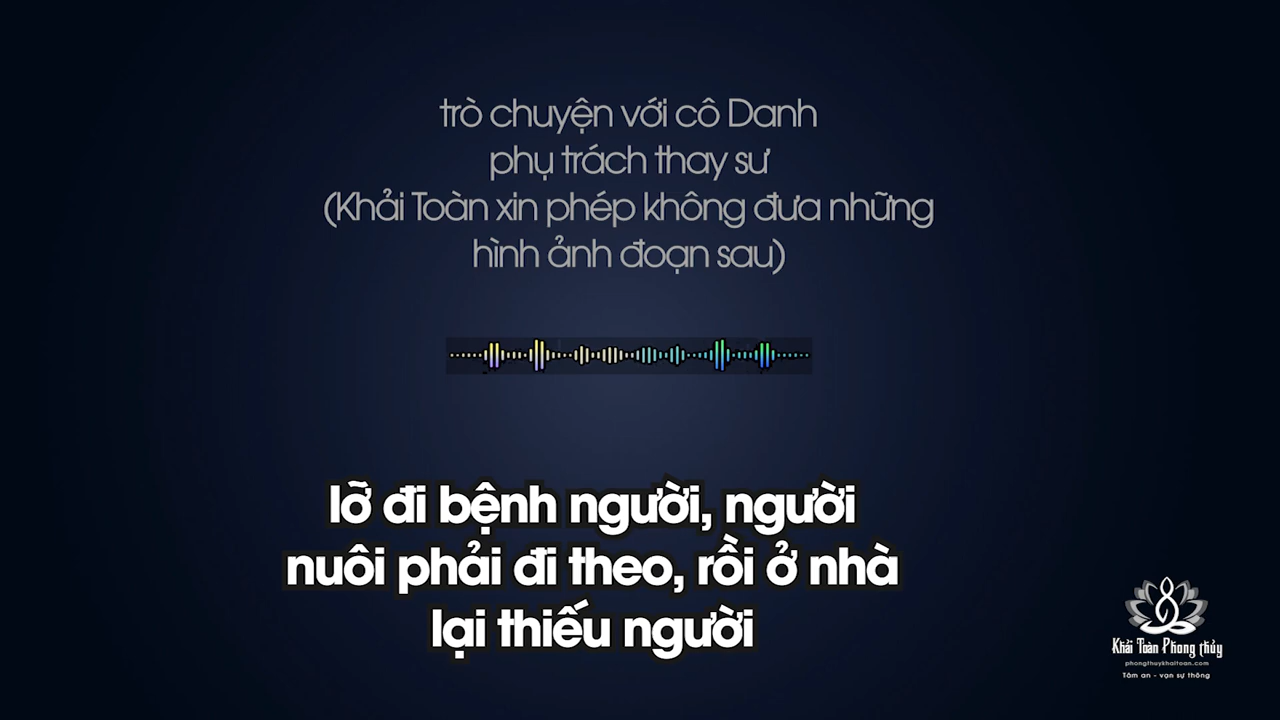 trò chuyện với cô Danh
phụ trách thay sư
(Khải Toàn xin phép không đưa những
hình ảnh đoạn sau)
lỡ đi bệnh người, người
nuôi phải đi theo, rồi ở nhà
lại thiếu người
Khải Toàn Phong thủy
phongthuykhaitoan.com
Tâm an - vạn sự thông